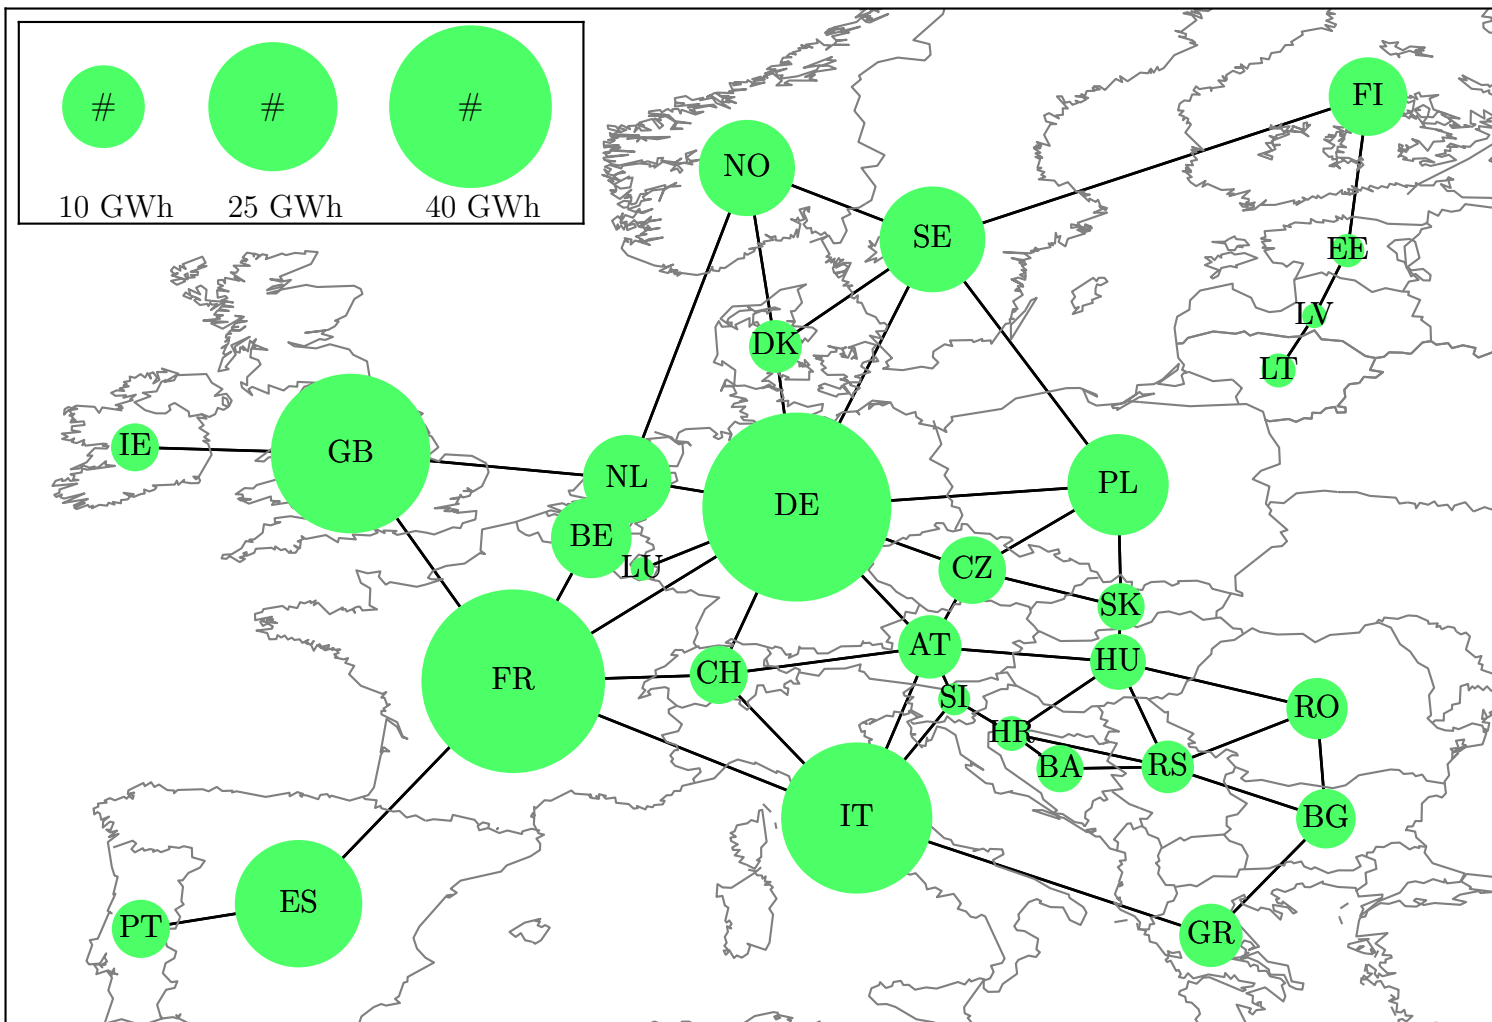 # # #
10 GWh 25 GWh 40 GWh
FI
NO
SE
EE
LV
DK
LT
IE
GB
NL
DE
PL
BE
LU
CZ
SK
AT
HU
FR
CH
SI
RO
HR
BA
RS
IT
BG
ES
PT
GR